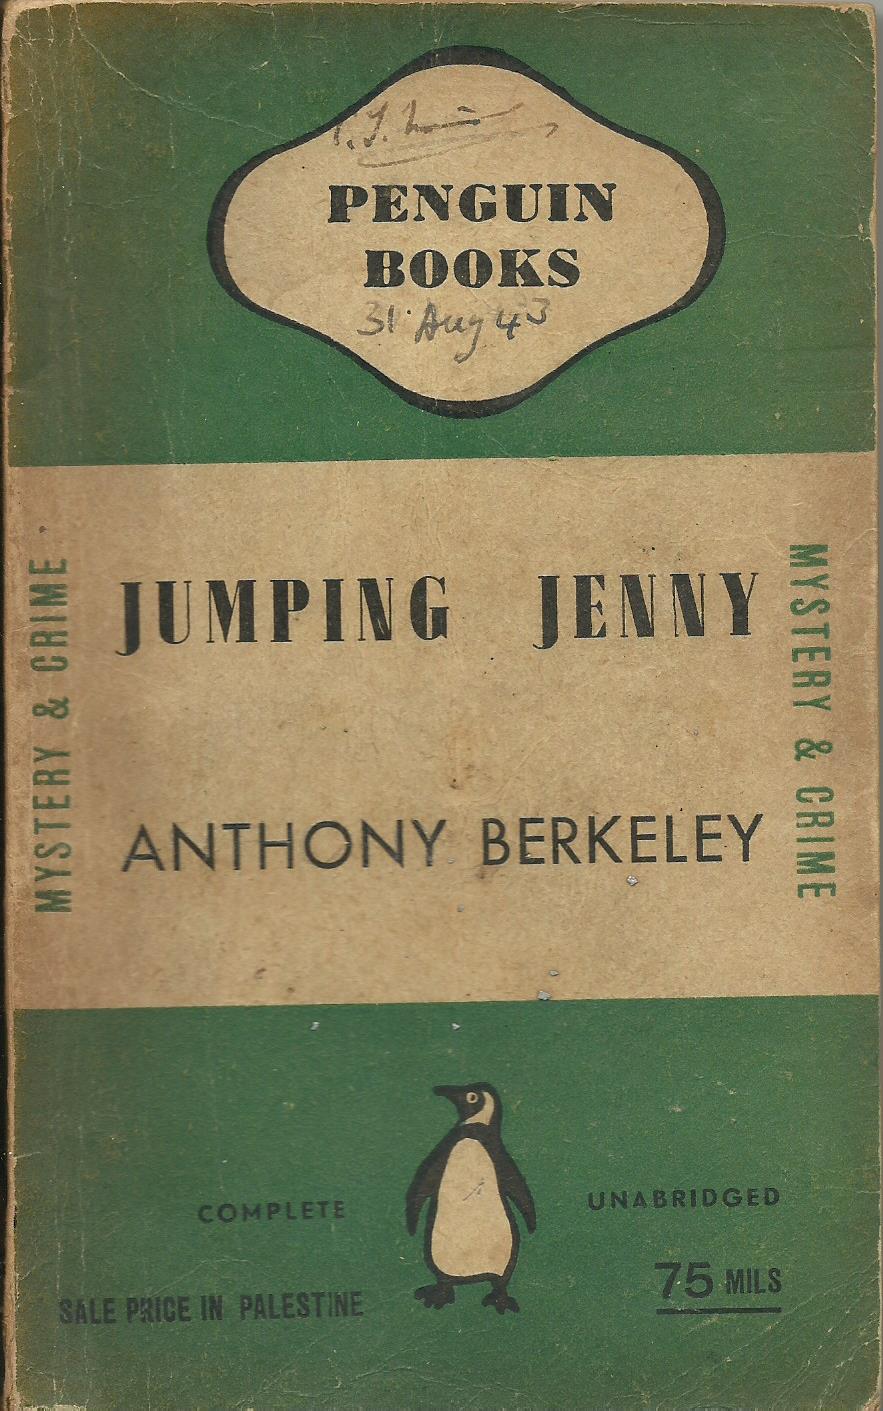 PENGUIN
BOOKS
31 Aug 43
JUMPING JENNY
ANTHONY BERKELEY
MYSTERY & CRIME
MYSTERY & CRIME
COMPLETE
UNABRIDGED
SALE PRICE IN PALESTINE
75 MILS